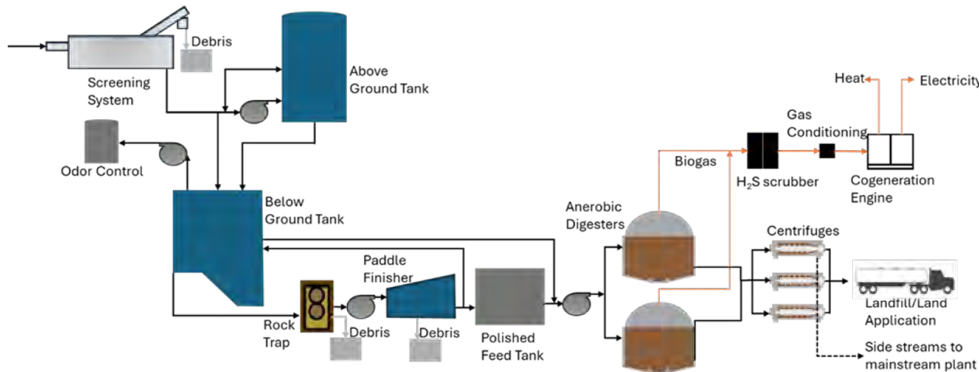 Debris
Screening
System
Above
Ground Tank
Odor Control
Below
Ground Tank
Paddle
Finisher
Rock
Trap
Debris
Debris
Polished
Feed Tank
Anerobic
Digesters
Biogas
H₂S scrubber
Gas
Conditioning
Heat
Electricity
Cogeneration
Engine
Centrifuges
Landfill/Land
Application
Side streams to
mainstream plant